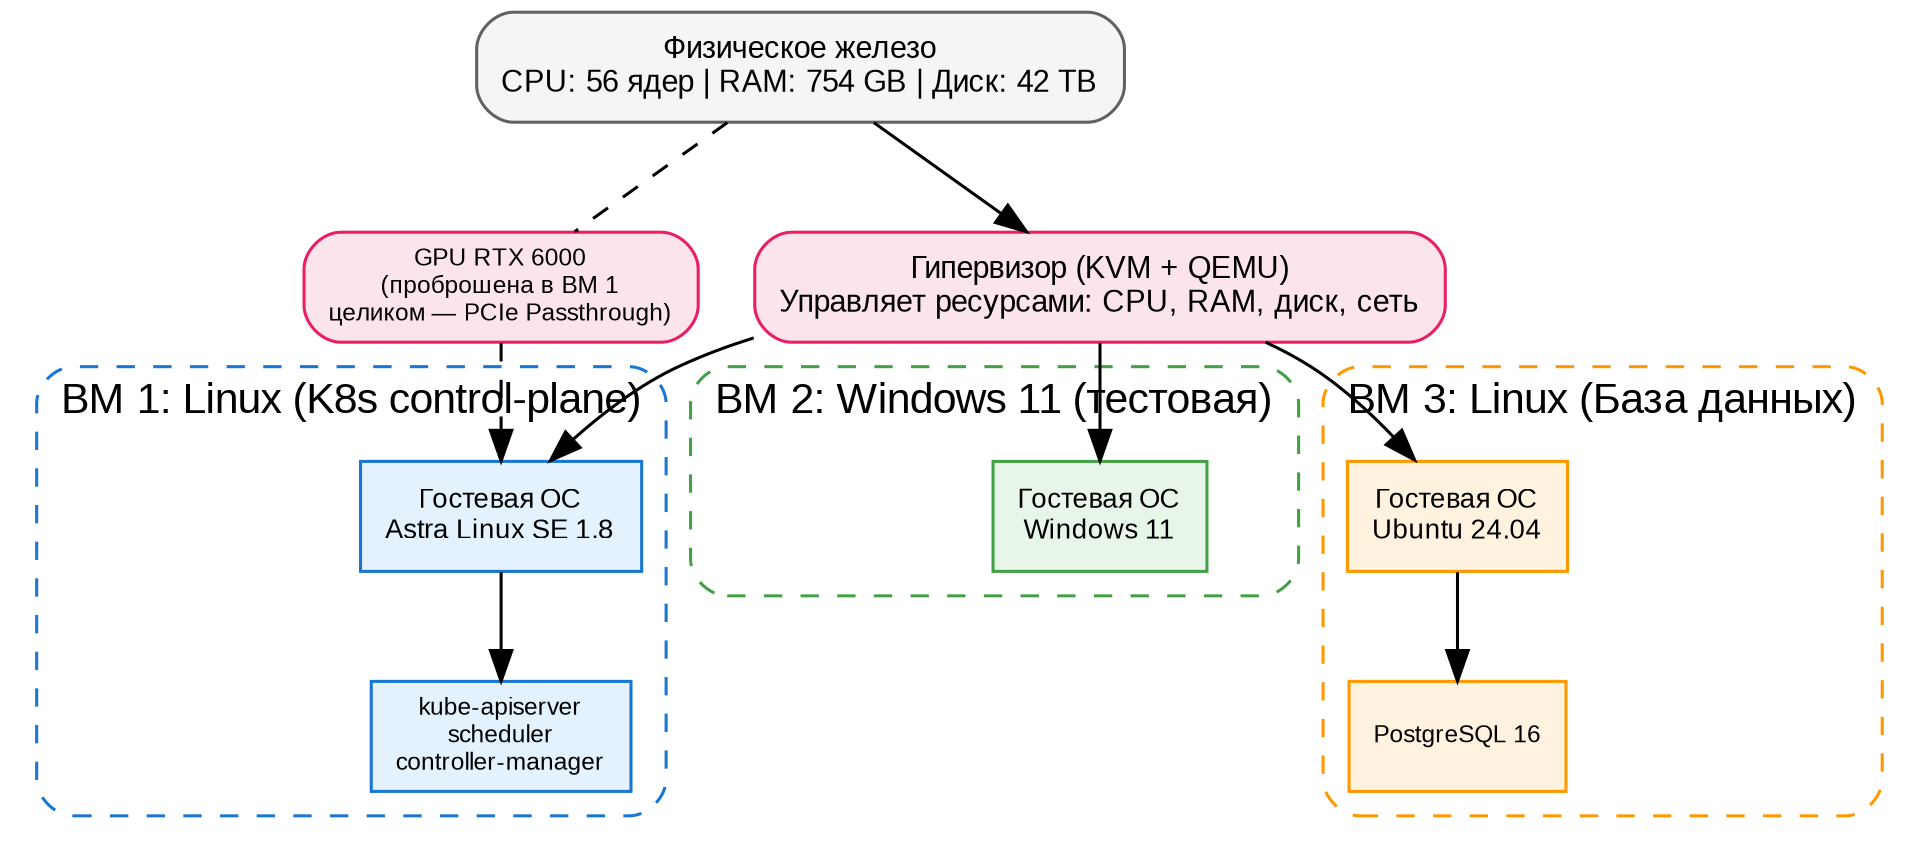 Физическое железо
CPU: 56 ядер | RAM: 754 GB | Диск: 42 TB
GPU RTX 6000
(проброшена в ВМ 1
целиком — PCIe Passthrough)
Гипервизор (KVM + QEMU)
Управляет ресурсами: CPU, RAM, диск, сеть
ВМ 1: Linux (K8s control-plane)
Гостевая ОС
Astra Linux SE 1.8
kube-apiserver
scheduler
controller-manager
ВМ 2: Windows 11 (тестовая)
Гостевая ОС
Windows 11
ВМ 3: Linux (База данных)
Гостевая ОС
Ubuntu 24.04
PostgreSQL 16